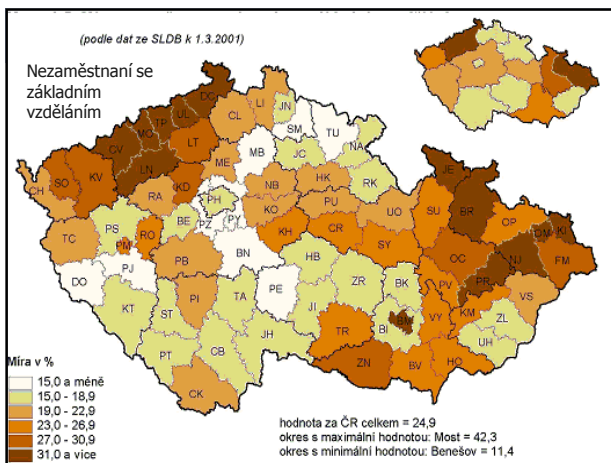 (podle dat ze SLDB k 1.3.2001)
Nezaměstnaní se
základním
vzděláním
DC
UL
TP
MO
CV
LT
LN
CL
LI
JN
SM
TU
MB
JC
NA
ME
RK
CH
SO
KV
RA
KD
PH
NB
HK
KO
PU
UO
JE
BR
SU
OP
OM
KI
TC
PS
PM
RO
BE
PZ
PY
KH
CR
SY
OC
NJ
FM
DO
PJ
PB
BN
HB
PR
PV
VS
KT
ST
PI
TA
PE
JI
ZR
BK
BM
BI
VY
KM
ZL
UH
PT
CB
JH
TR
ZN
BV
HO
CK
Míra v %
15,0 a méně
15,0 - 18,9
19,0 - 22,9
23,0 - 26,9
27,0 - 30,9
31,0 a více
hodnota za ČR celkem = 24,9
okres s maximální hodnotou: Most = 42,3
okres s minimální hodnotou: Benešov = 11,4